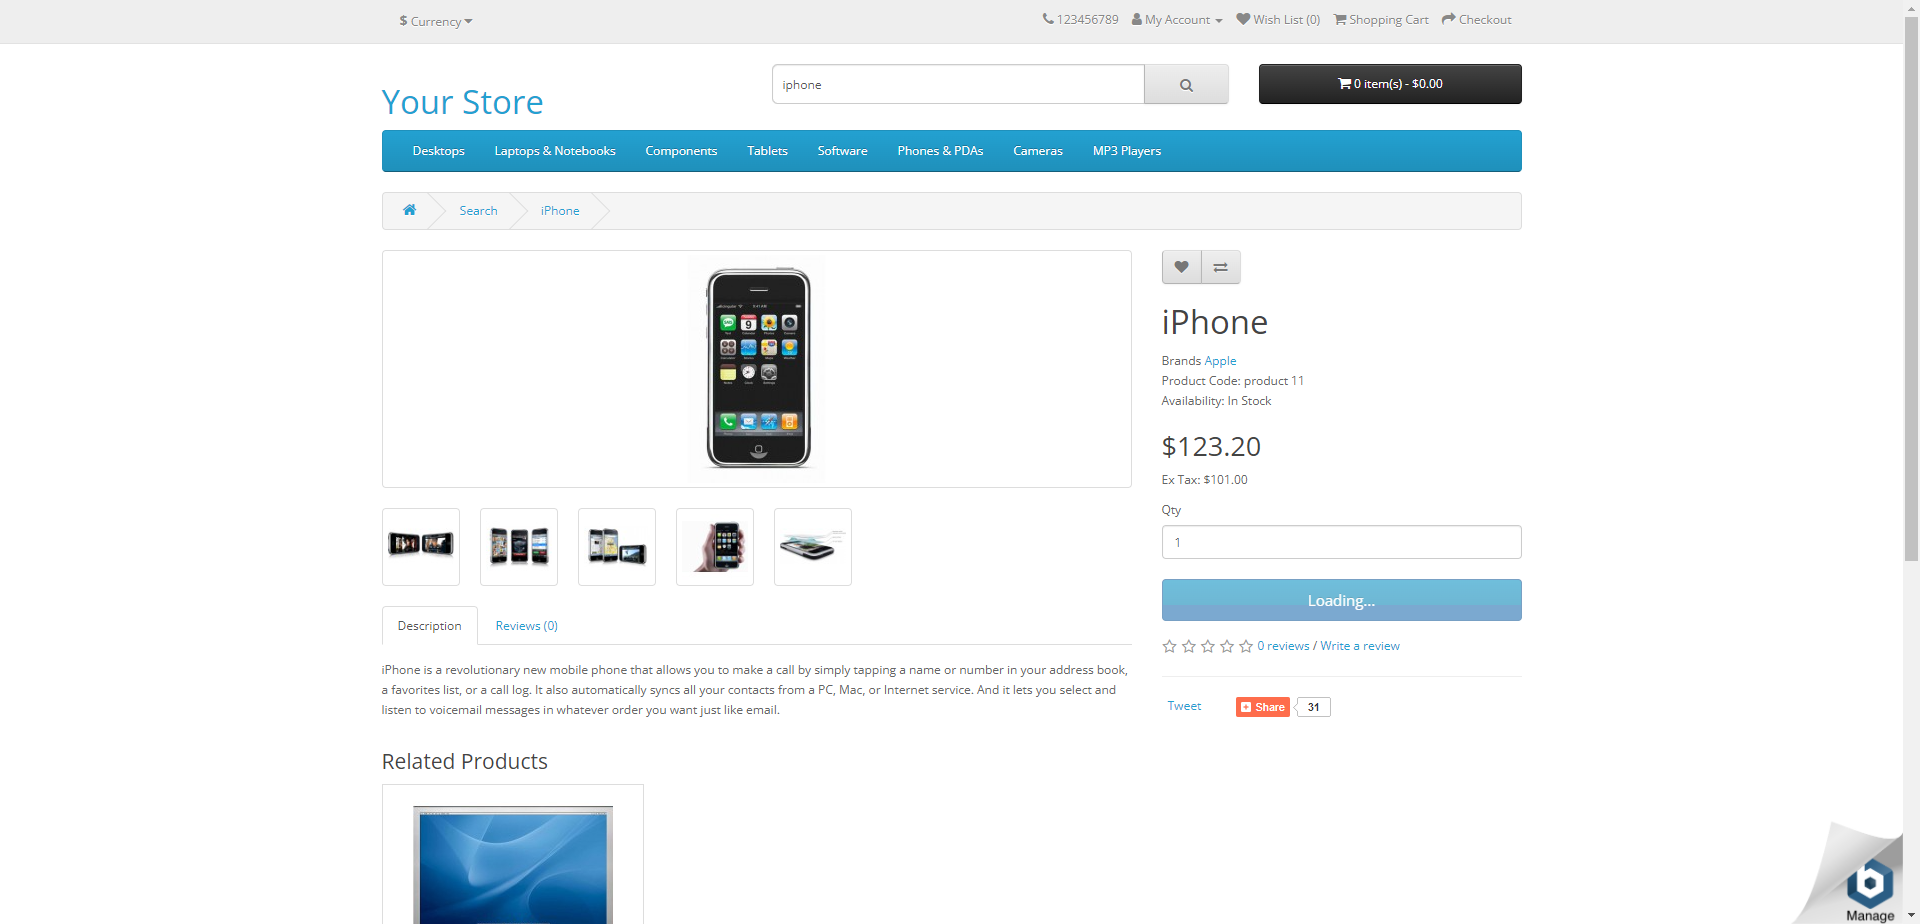 $ Currency
123456789 My Account Wish List (0) Shopping Cart Checkout
Your Store
iphone
0 item(s) - $0.00
Desktops Laptops & Notebooks Components Tablets Software Phones & PDAs Cameras MP3 Players
Search iPhone
iPhone
Brands Apple
Product Code: product 11
Availability: In Stock
$123.20
Ex Tax: $101.00
Qty
1
Loading...
0 reviews / Write a review
Tweet Share 31
Description Reviews (0)
iPhone is a revolutionary new mobile phone that allows you to make a call by simply tapping a name or number in your address book,
a favorites list, or a call log. It also automatically syncs all your contacts from a PC, Mac, or Internet service. And it lets you select and
listen to voicemail messages in whatever order you want just like email.
Related Products
b
Manage